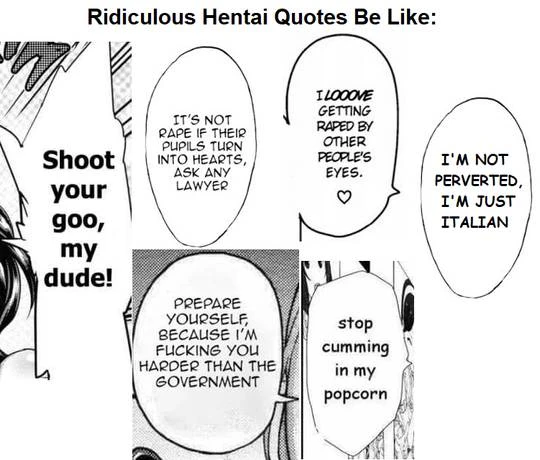 Ridiculous Hentai Quotes Be Like:
Shoot
your
goo,
my
dude!
IT'S NOT
RAPE IF THEIR
PUPILS TURN
INTO HEARTS,
ASK ANY
LAWYER
I LOOOVE
GETTING
RAPED BY
OTHER
PEOPLE'S
EYES.
♡
I'M NOT
PERVERTED,
I'M JUST
ITALIAN
PREPARE
YOURSELF,
BECAUSE I'M
FUCKING YOU
HARDER THAN THE
GOVERNMENT
stop
cumming
in my
popcorn